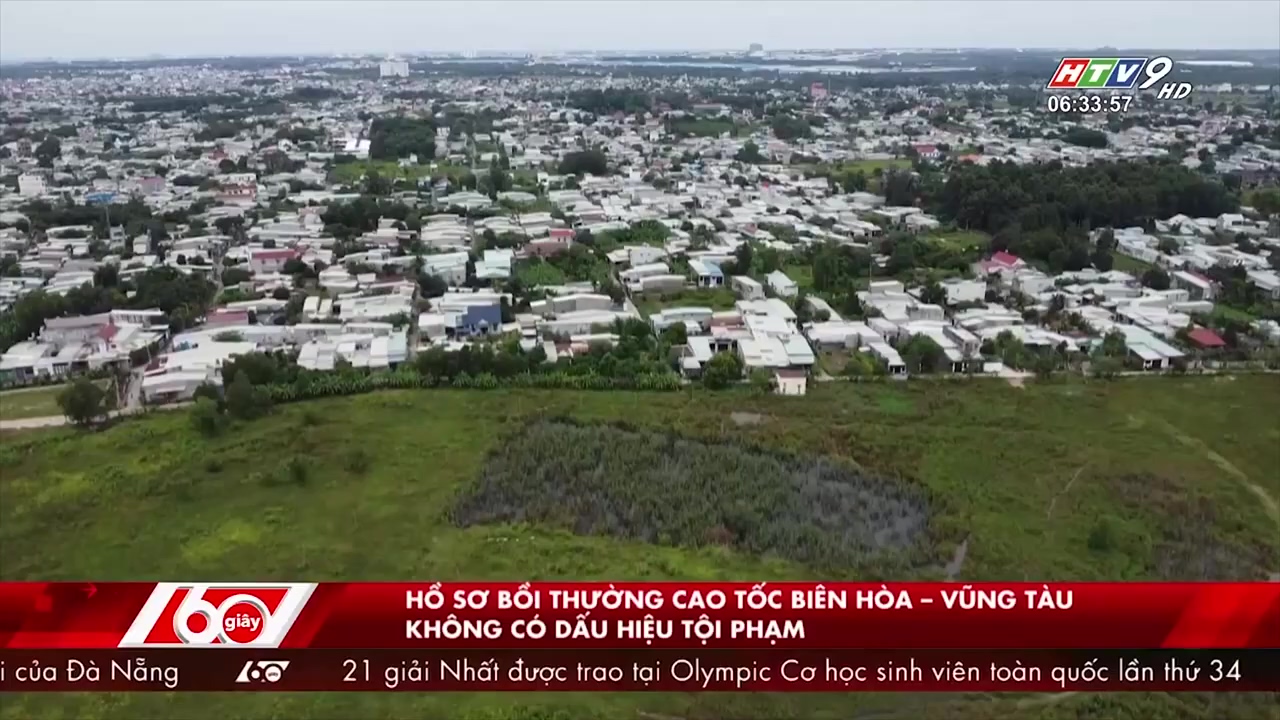 HTV9 HD
06:33:57
60 giây
HỒ SƠ BỒI THƯỜNG CAO TỐC BIÊN HÒA – VŨNG TÀU
KHÔNG CÓ DẤU HIỆU TỘI PHẠM
i của Đà Nẵng 60 21 giải Nhất được trao tại Olympic Cơ học sinh viên toàn quốc lần thứ 34